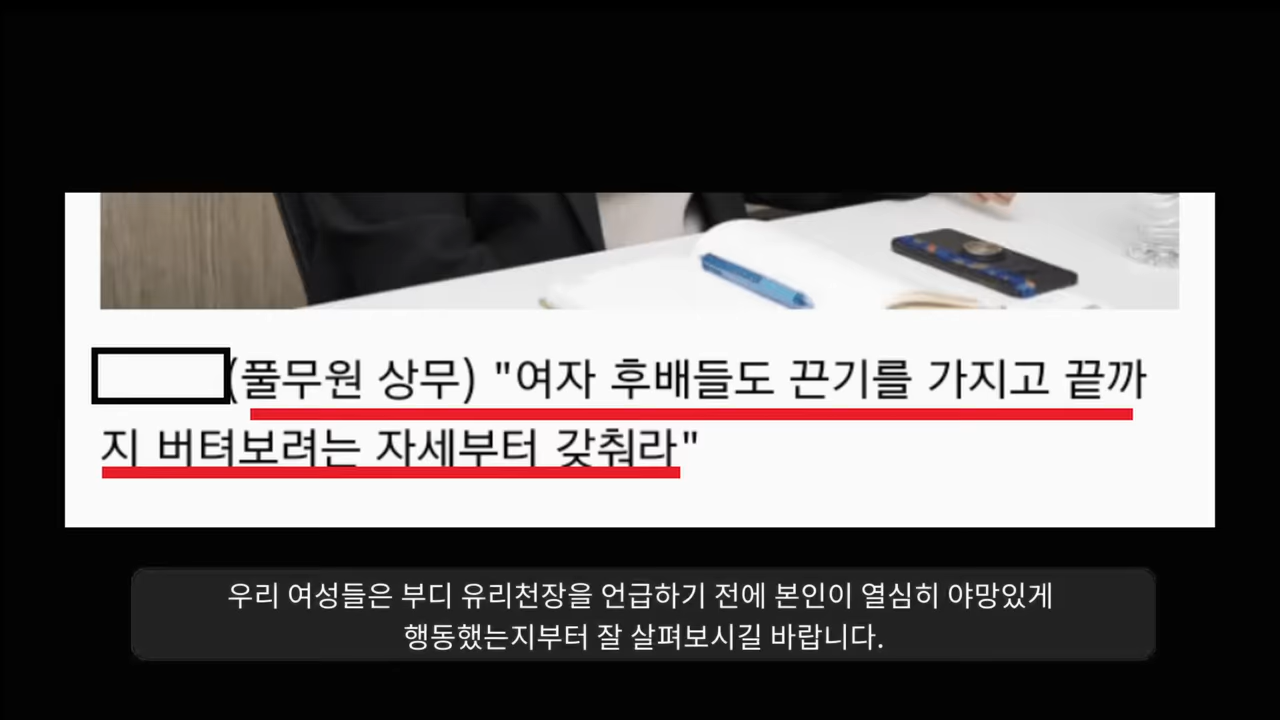 (풀무원 상무) "여자 후배들도 끈기를 가지고 끝까
지 버텨보려는 자세부터 갖춰라"
우리 여성들은 부디 유리천장을 언급하기 전에 본인이 열심히 야망있게
행동했는지부터 잘 살펴보시길 바랍니다.